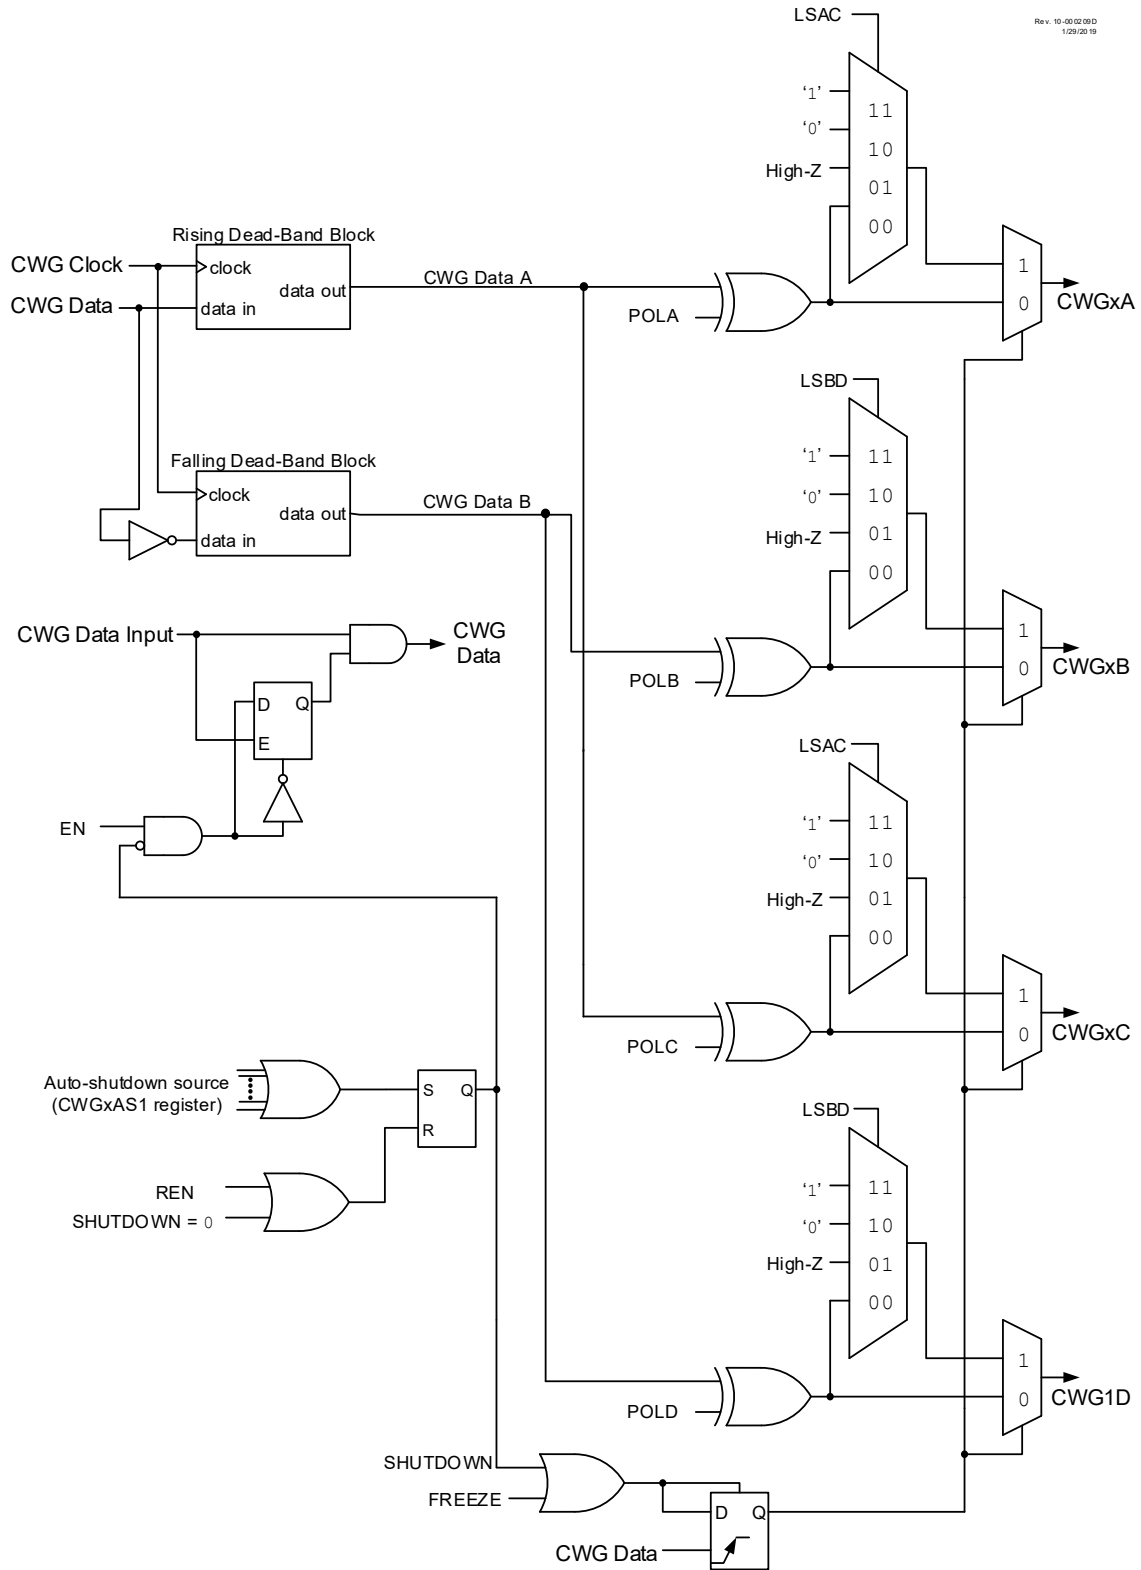 LSAC
Rev. 10-000209D
1/29/2019
‘1’
11
‘0’
10
High-Z
01
00
Rising Dead-Band Block
CWG Clock
clock
CWG Data
data in
data out
CWG Data A
POLA
1
0
CWGxA
LSBD
‘1’
11
‘0’
10
High-Z
01
00
Falling Dead-Band Block
clock
data out
data in
CWG Data B
POLB
1
0
CWGxB
CWG Data Input
CWG
Data
D
Q
E
EN
LSAC
‘1’
11
‘0’
10
High-Z
01
00
POLC
1
0
CWGxC
Auto-shutdown source
(CWGxAS1 register)
S
Q
R
REN
SHUTDOWN = 0
LSBD
‘1’
11
‘0’
10
High-Z
01
00
POLD
1
0
CWG1D
SHUTDOWN
FREEZE
D
Q
CWG Data